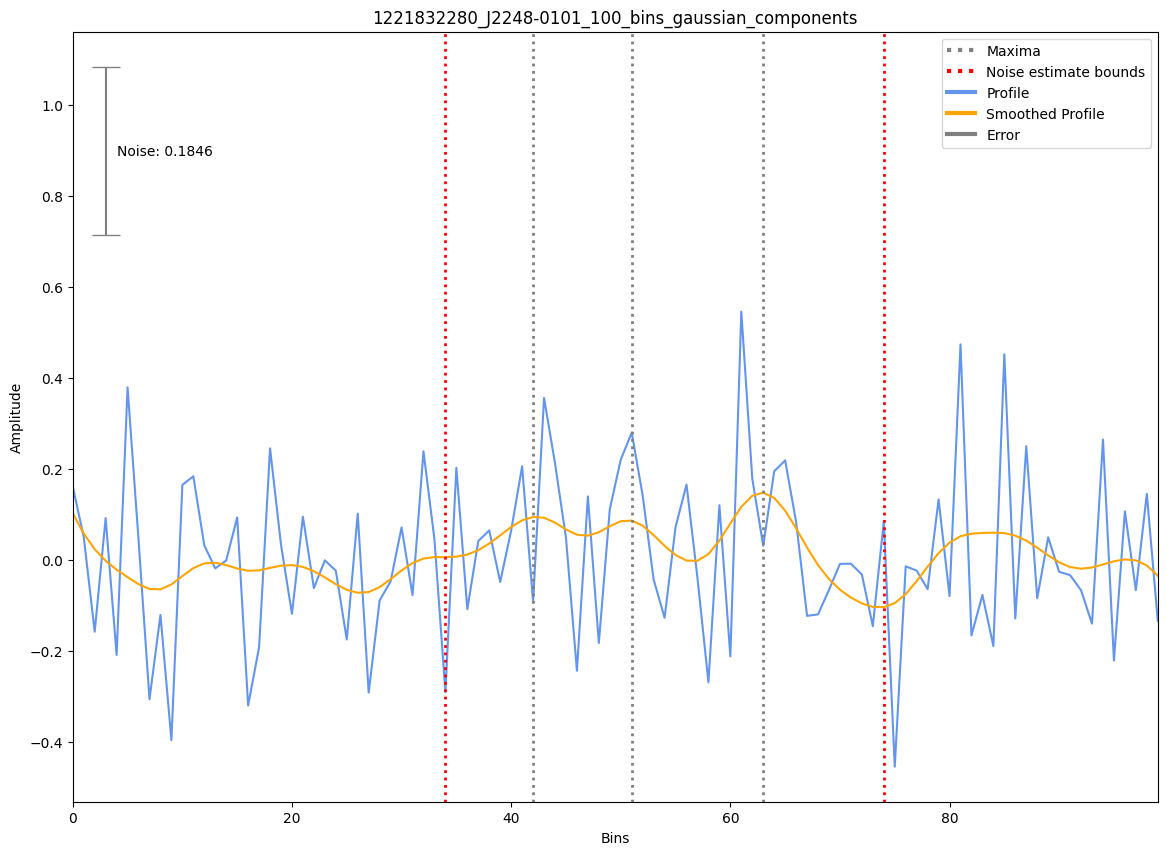 1221832280_J2248-0101_100_bins_gaussian_components
Maxima
Noise estimate bounds
Profile
Smoothed Profile
Error
Noise: 0.1846
1.0
0.8
0.6
0.4
0.2
0.0
−0.2
−0.4
Amplitude
0 20 40 60 80
Bins